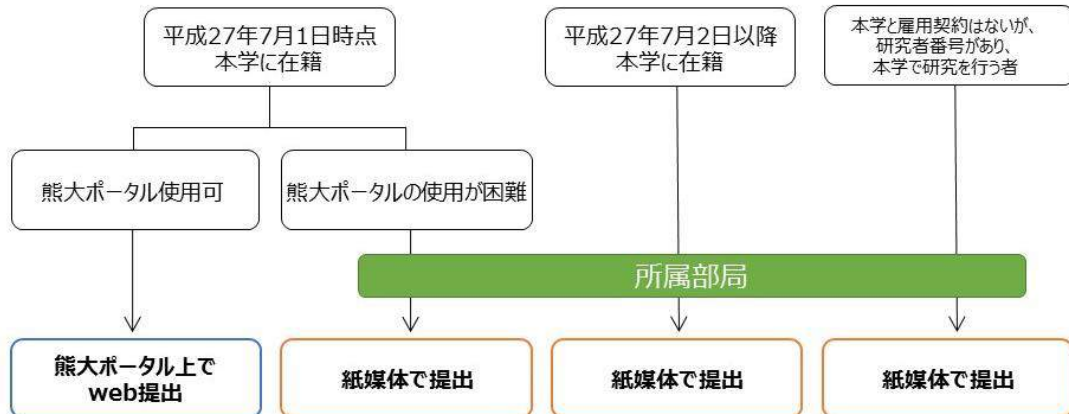 平成27年7月1日時点
本学に在籍
平成27年7月2日以降
本学に在籍
本学と雇用契約はないが、
研究者番号があり、
本学で研究を行う者
熊大ポータル使用可
熊大ポータルの使用が困難
所属部局
熊大ポータル上で
web提出
紙媒体で提出
紙媒体で提出
紙媒体で提出